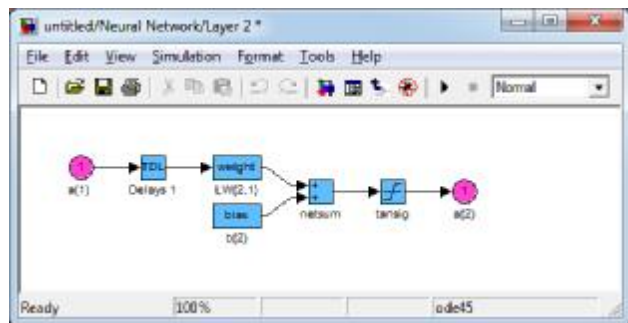 untitled/Neural Network/Layer 2 *
File Edit View Simulation Format Tools Help
Normal
1
a{1}
TDL
Delays 1
weight
LW{2,1}
bias
b{2}
netsum
tansig
1
a{2}
Ready 100% ode45